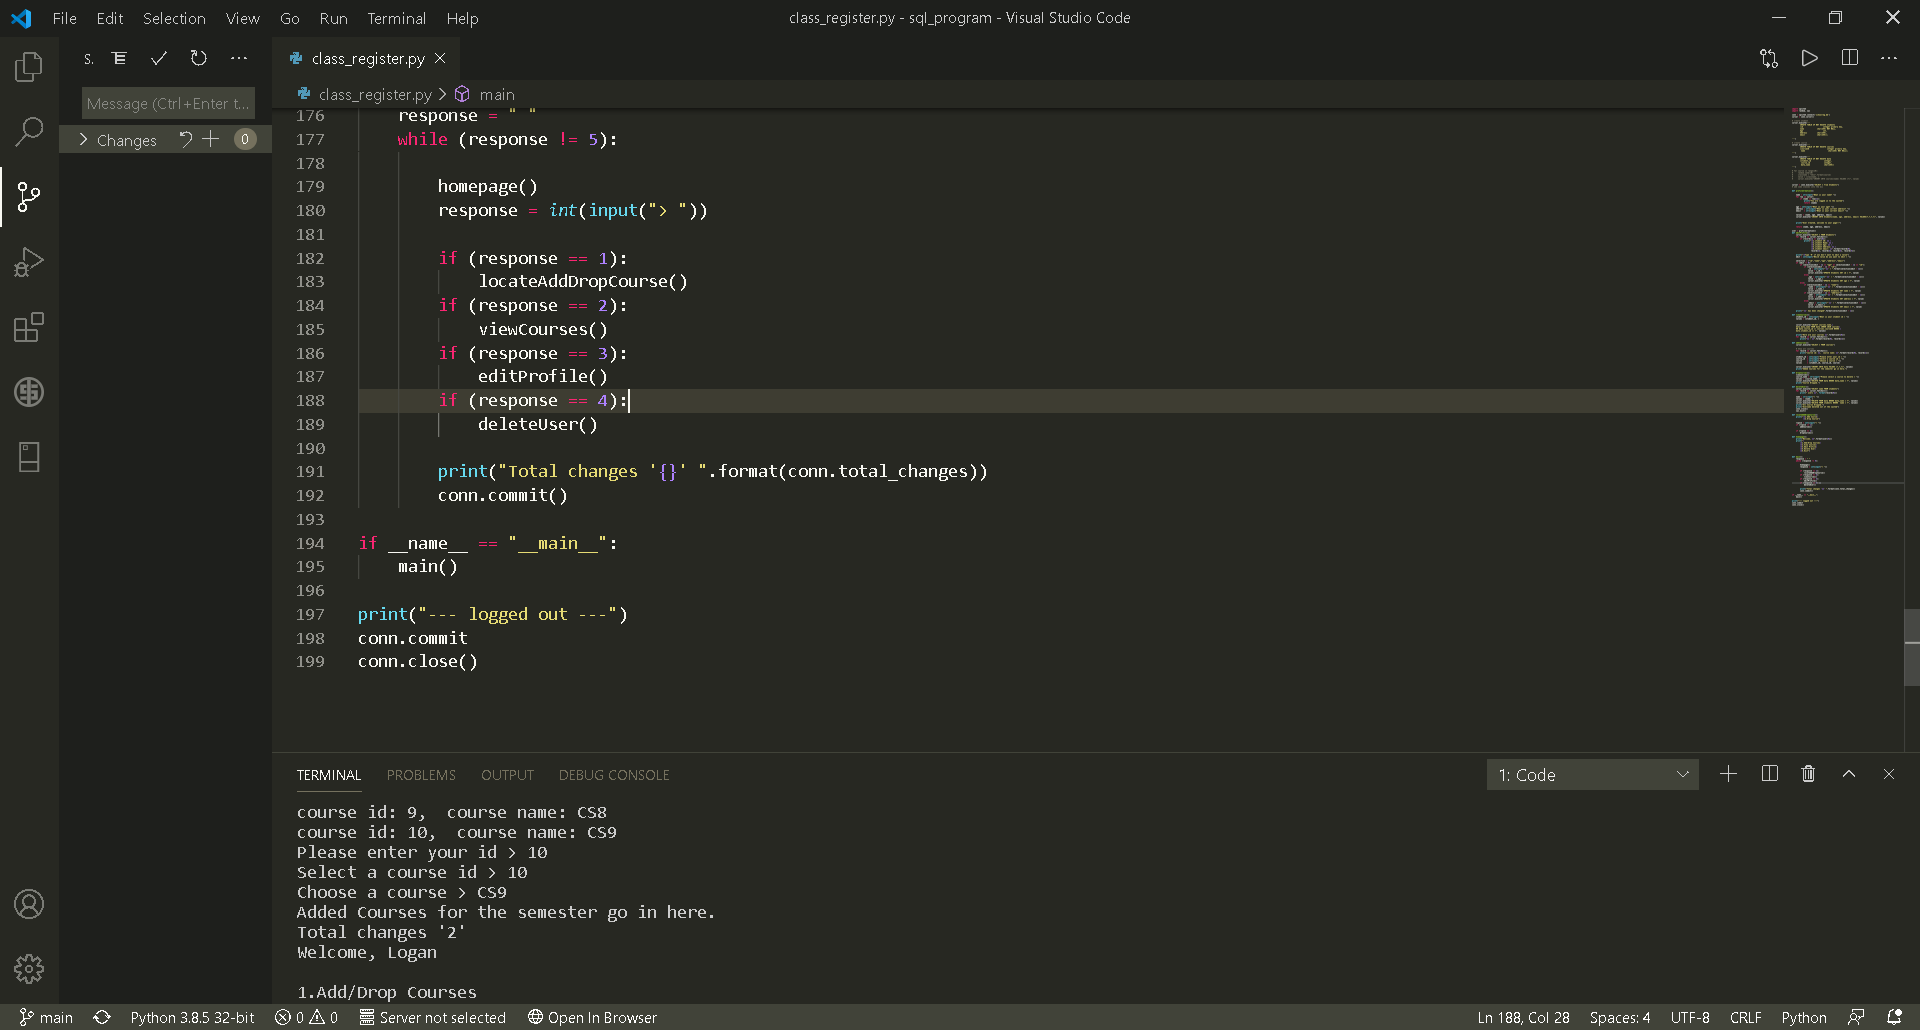 File Edit Selection View Go Run Terminal Help
class_register.py - sql_program - Visual Studio Code
S.
class_register.py
Message (Ctrl+Enter t...
class_register.py > main
Changes 0
176 response = " "
177 while (response != 5):
178
179 homepage()
180 response = int(input("> "))
181
182 if (response == 1):
183 locateAddDropCourse()
184 if (response == 2):
185 viewCourses()
186 if (response == 3):
187 editProfile()
188 if (response == 4):
189 deleteUser()
190
191 print("Total changes '{}' ".format(conn.total_changes))
192 conn.commit()
193
194 if __name__ == "__main__":
195 main()
196
197 print("--- logged out ---")
198 conn.commit
199 conn.close()
TERMINAL PROBLEMS OUTPUT DEBUG CONSOLE
1: Code
course id: 9,  course name: CS8
course id: 10,  course name: CS9
Please enter your id > 10
Select a course id > 10
Choose a course > CS9
Added Courses for the semester go in here.
Total changes '2'
Welcome, Logan
1.Add/Drop Courses
main Python 3.8.5 32-bit 0 0 Server not selected Open In Browser
Ln 188, Col 28 Spaces: 4 UTF-8 CRLF Python